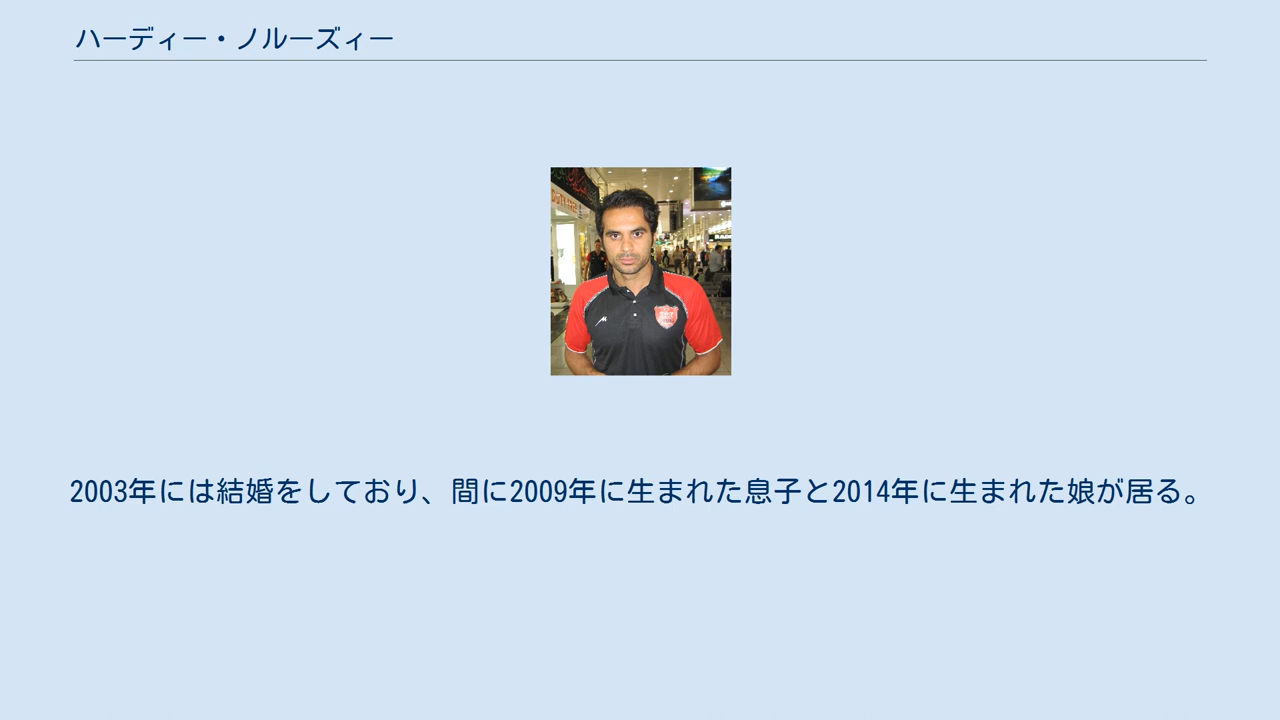 ハーディー・ノルーズィー
2003年には結婚をしており、間に2009年に生まれた息子と2014年に生まれた娘が居る。